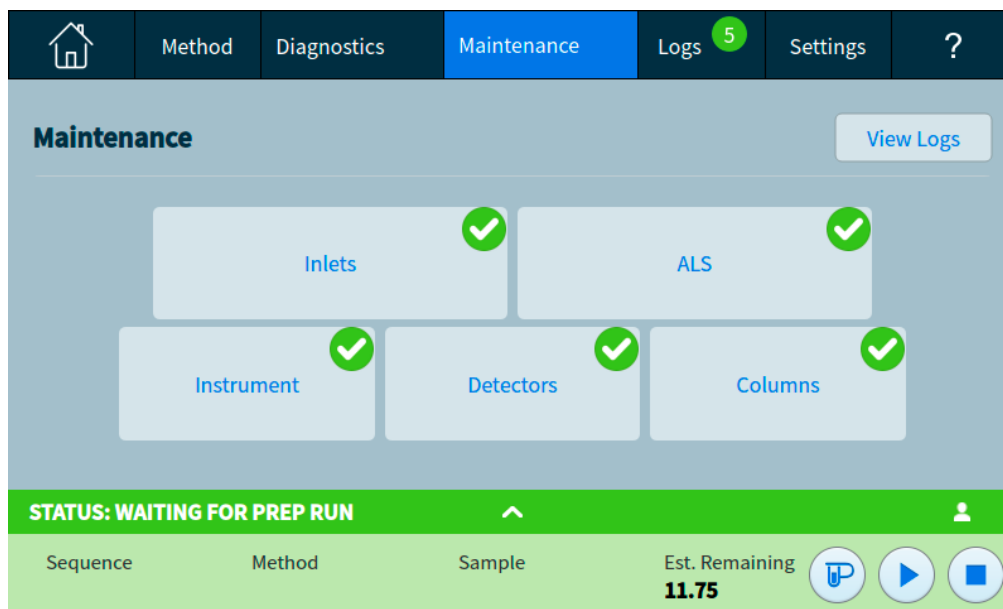 Method Diagnostics Maintenance Logs 5 Settings ?
Maintenance View Logs
Inlets ALS
Instrument Detectors Columns
STATUS: WAITING FOR PREP RUN
Sequence Method Sample Est. Remaining
11.75